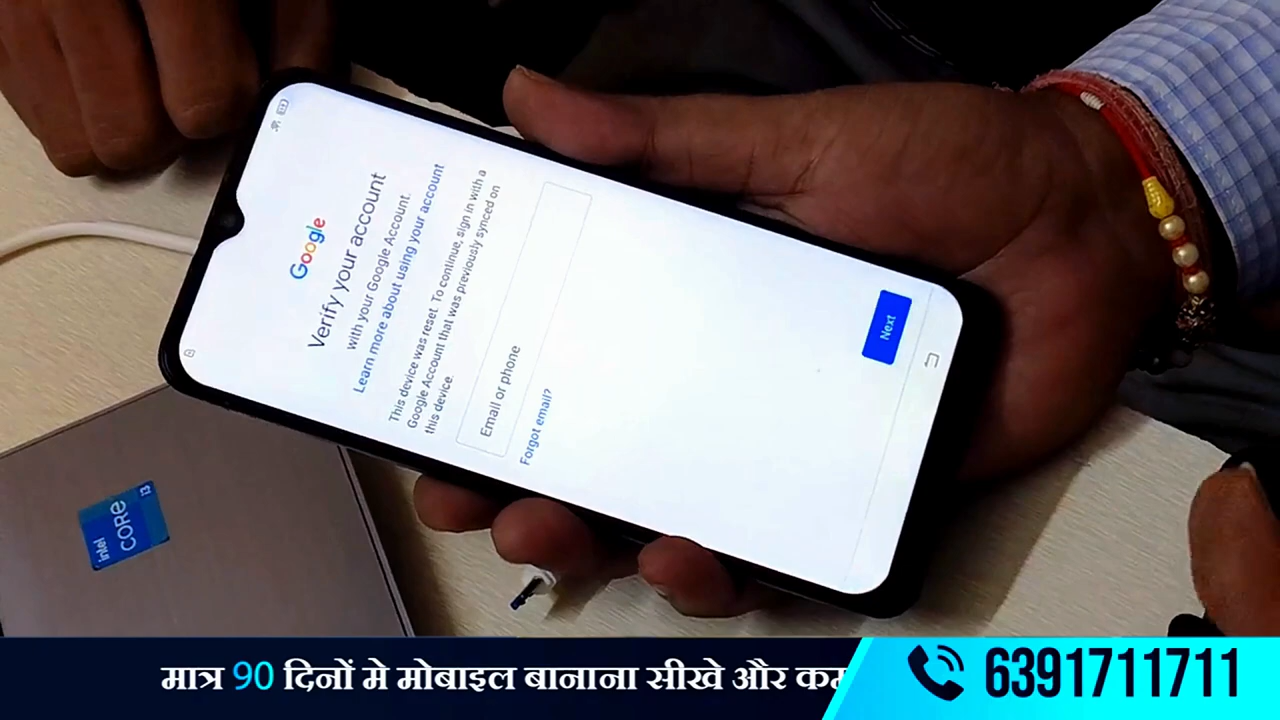 Google
Verify your account
with your Google Account.
Learn more about using your account
This device was reset. To continue, sign in with a
Google Account that was previously synced on
this device.
Email or phone
Forgot email?
Next
intel
CORE
i3
मात्र 90 दिनों मे मोबाइल बानाना सीखे और कम
6391711711